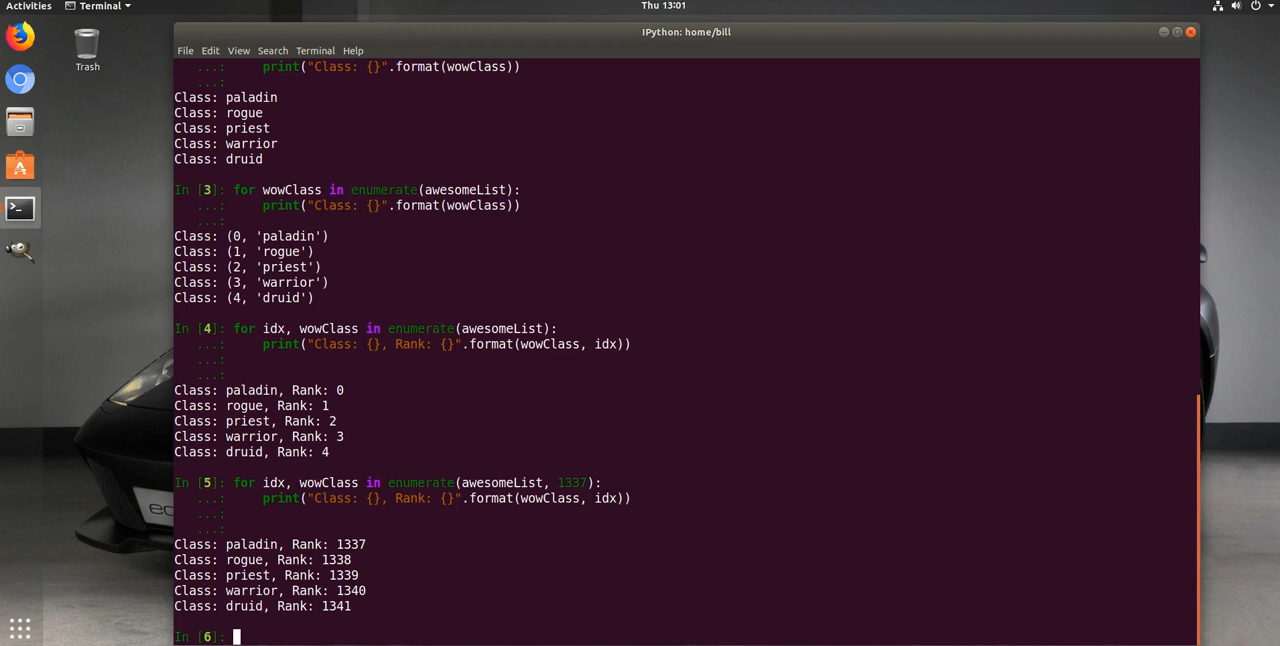 Activities
Terminal
Thu 13:01
IPython: home/bill
File Edit View Search Terminal Help
Trash
...: print("Class: {}".format(wowClass))
...:
Class: paladin
Class: rogue
Class: priest
Class: warrior
Class: druid
In [3]: for wowClass in enumerate(awesomeList):
...: print("Class: {}".format(wowClass))
...:
Class: (0, 'paladin')
Class: (1, 'rogue')
Class: (2, 'priest')
Class: (3, 'warrior')
Class: (4, 'druid')
In [4]: for idx, wowClass in enumerate(awesomeList):
...: print("Class: {}, Rank: {}".format(wowClass, idx))
...:
...:
Class: paladin, Rank: 0
Class: rogue, Rank: 1
Class: priest, Rank: 2
Class: warrior, Rank: 3
Class: druid, Rank: 4
In [5]: for idx, wowClass in enumerate(awesomeList, 1337):
...: print("Class: {}, Rank: {}".format(wowClass, idx))
...:
...:
Class: paladin, Rank: 1337
Class: rogue, Rank: 1338
Class: priest, Rank: 1339
Class: warrior, Rank: 1340
Class: druid, Rank: 1341
In [6]: